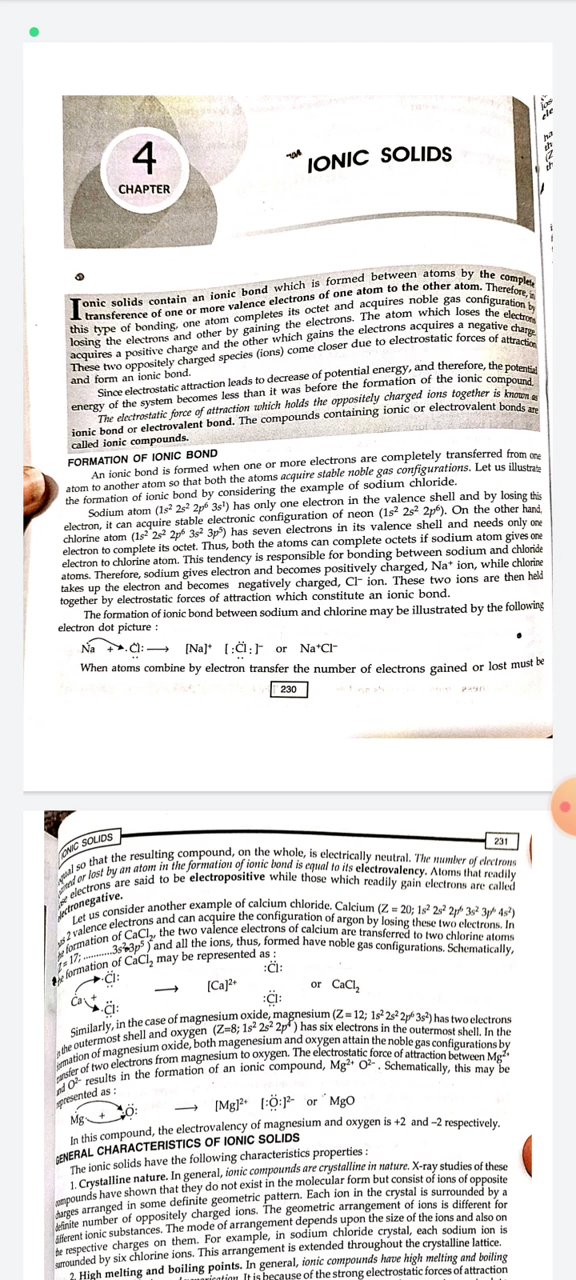 4
CHAPTER
IONIC SOLIDS
Ionic solids contain an ionic bond which is formed between atoms by the complete
transference of one or more valence electrons of one atom to the other atom. Therefore, in
this type of bonding, one atom completes its octet and acquires noble gas configuration by
losing the electrons and other by gaining the electrons. The atom which loses the electrons
acquires a positive charge and the other which gains the electrons acquires a negative charge.
These two oppositely charged species (ions) come closer due to electrostatic forces of attraction
and form an ionic bond.
Since electrostatic attraction leads to decrease of potential energy, and therefore, the potential
energy of the system becomes less than it was before the formation of the ionic compound.
The electrostatic force of attraction which holds the oppositely charged ions together is known as
ionic bond or electrovalent bond. The compounds containing ionic or electrovalent bonds are
called ionic compounds.
FORMATION OF IONIC BOND
An ionic bond is formed when one or more electrons are completely transferred from one
atom to another atom so that both the atoms acquire stable noble gas configurations. Let us illustrate
the formation of ionic bond by considering the example of sodium chloride.
Sodium atom (1s² 2s² 2p⁶ 3s¹) has only one electron in the valence shell and by losing this
electron, it can acquire stable electronic configuration of neon (1s² 2s² 2p⁶). On the other hand,
chlorine atom (1s² 2s² 2p⁶ 3s² 3p⁵) has seven electrons in its valence shell and needs only one
electron to complete its octet. Thus, both the atoms can complete octets if sodium atom gives one
electron to chlorine atom. This tendency is responsible for bonding between sodium and chloride
atoms. Therefore, sodium gives electron and becomes positively charged, Na⁺ ion, while chlorine
takes up the electron and becomes negatively charged, Cl⁻ ion. These two ions are then held
together by electrostatic forces of attraction which constitute an ionic bond.
The formation of ionic bond between sodium and chlorine may be illustrated by the following
electron dot picture :
Na + .Cl: ⟶ [Na]⁺ [:Cl:]⁻ or Na⁺Cl⁻
When atoms combine by electron transfer the number of electrons gained or lost must be
230
IONIC SOLIDS
231
equal so that the resulting compound, on the whole, is electrically neutral. The number of electrons
gained or lost by an atom in the formation of ionic bond is equal to its electrovalency. Atoms that readily
lose electrons are said to be electropositive while those which readily gain electrons are called
electronegative.
Let us consider another example of calcium chloride. Calcium (Z = 20; 1s² 2s² 2p⁶ 3s² 3p⁶ 4s²)
has 2 valence electrons and can acquire the configuration of argon by losing these two electrons. In
the formation of CaCl₂, the two valence electrons of calcium are transferred to two chlorine atoms
Z = 17; ..........3s² 3p⁵) and all the ions, thus, formed have noble gas configurations. Schematically,
the formation of CaCl₂ may be represented as :
.Cl: :Cl:
Ca + ⟶ [Ca]²⁺ or CaCl₂
.Cl: :Cl:
Similarly, in the case of magnesium oxide, magnesium (Z = 12; 1s² 2s² 2p⁶ 3s²) has two electrons
in the outermost shell and oxygen (Z=8; 1s² 2s² 2p⁴) has six electrons in the outermost shell. In the
formation of magnesium oxide, both magenesium and oxygen attain the noble gas configurations by
transfer of two electrons from magnesium to oxygen. The electrostatic force of attraction between Mg²⁺
and O²⁻ results in the formation of an ionic compound, Mg²⁺ O²⁻. Schematically, this may be
represented as :
Mg + :O: ⟶ [Mg]²⁺ [:O:]²⁻ or MgO
In this compound, the electrovalency of magnesium and oxygen is +2 and –2 respectively.
GENERAL CHARACTERISTICS OF IONIC SOLIDS
The ionic solids have the following characteristics properties :
1. Crystalline nature. In general, ionic compounds are crystalline in nature. X-ray studies of these
compounds have shown that they do not exist in the molecular form but consist of ions of opposite
charges arranged in some definite geometric pattern. Each ion in the crystal is surrounded by a
definite number of oppositely charged ions. The geometric arrangement of ions is different for
different ionic substances. The mode of arrangement depends upon the size of the ions and also on
the respective charges on them. For example, in sodium chloride crystal, each sodium ion is
surrounded by six chlorine ions. This arrangement is extended throughout the crystalline lattice.
2. High melting and boiling points. In general, ionic compounds have high melting and boiling
It is because of the strong electrostatic forces of attraction